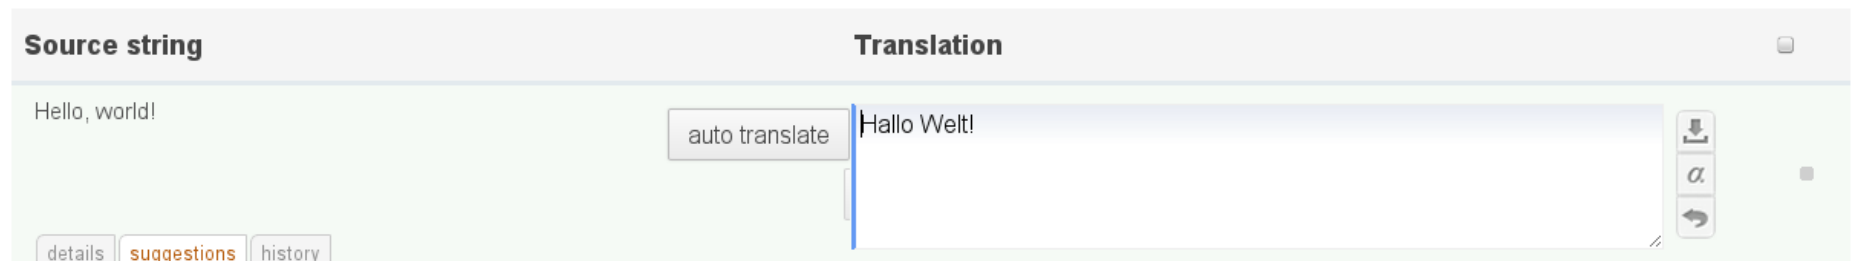 Source string Translation
Hello, world!
auto translate
Hallo Welt!
α
details suggestions history